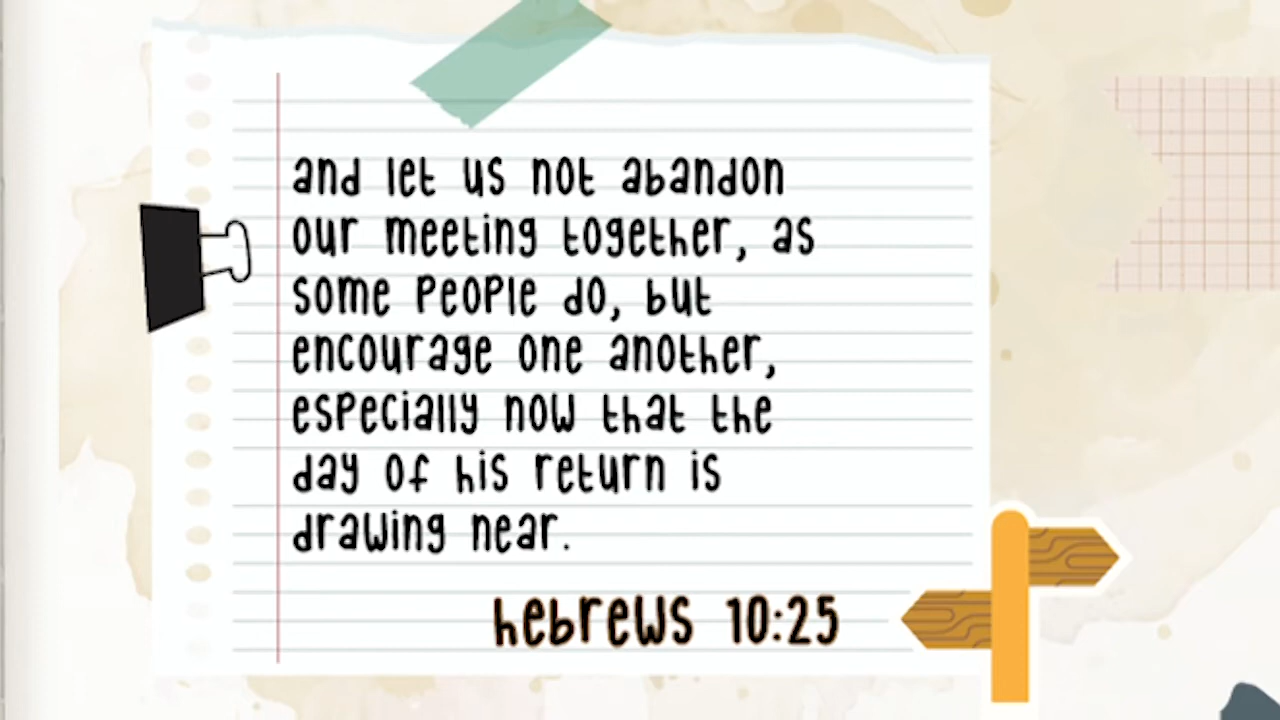 and let us not abandon
our meeting together, as
some people do, but
encourage one another,
especially now that the
day of his return is
drawing near.
hebrews 10:25